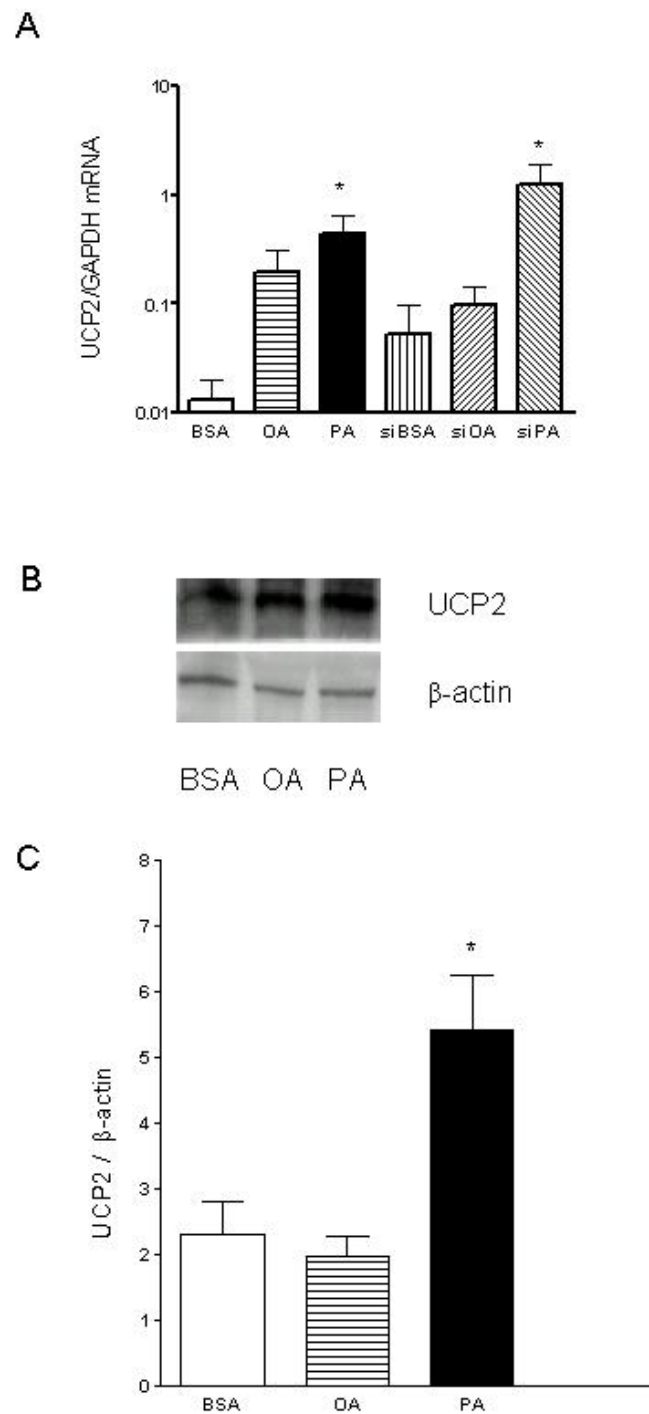 A
UCP2/GAPDH mRNA
10
1
0.1
0.01
* *
BSA OA PA siBSA siOA siPA
B
UCP2
β-actin
BSA OA PA
C
UCP2 / β-actin
8
7
6
5
4
3
2
1
0
*
BSA OA PA